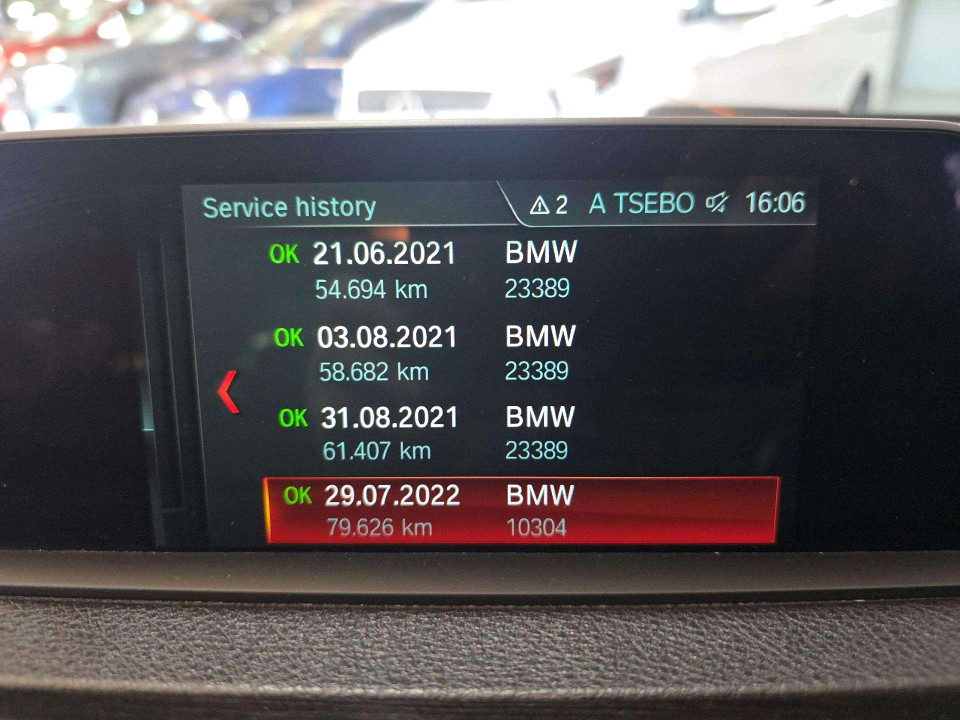 Service history
2 A TSEBO 16:06
OK 21.06.2021 BMW
54.694 km 23389
OK 03.08.2021 BMW
58.682 km 23389
OK 31.08.2021 BMW
61.407 km 23389
OK 29.07.2022 BMW
79.626 km 10304